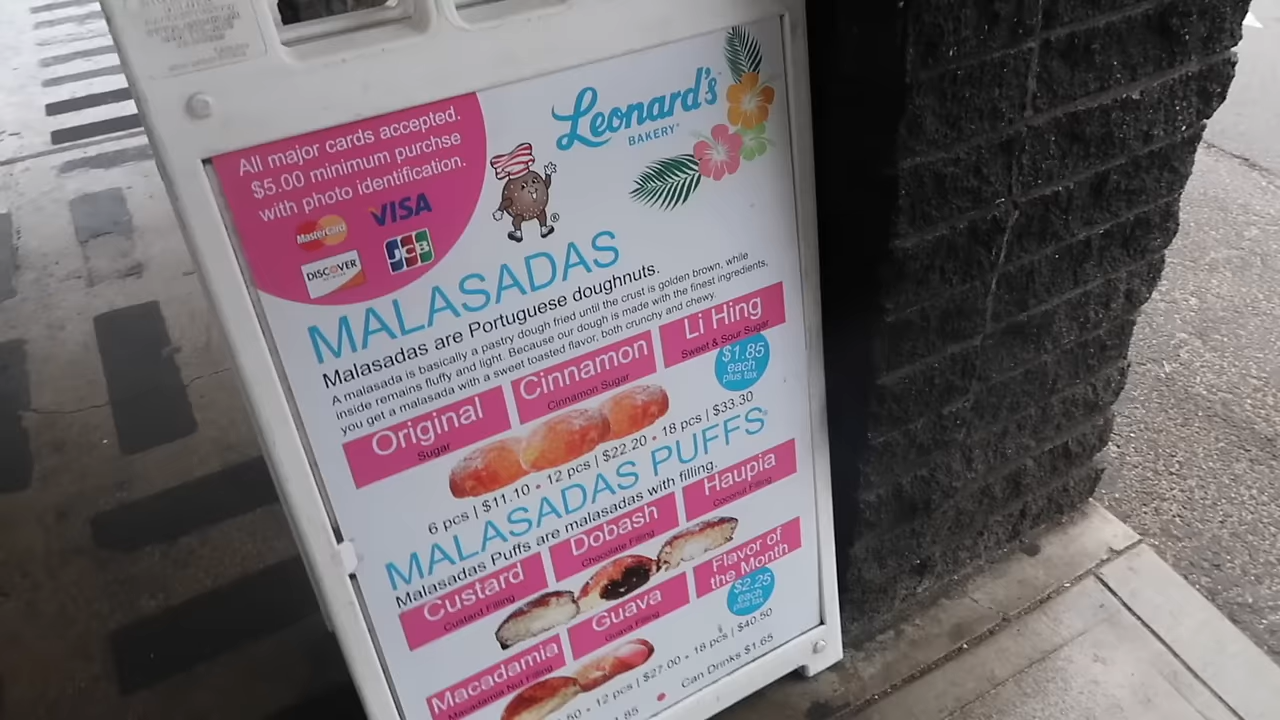 All major cards accepted.
$5.00 minimum purchse
with photo identification.
MasterCard
VISA
DISCOVER
NETWORK
JCB
Leonard's
BAKERY
®
MALASADAS
Malasadas are Portuguese doughnuts.
A malasada is basically a pastry dough fried until the crust is golden brown, while
inside remains fluffy and light. Because our dough is made with the finest ingredients,
you get a malasada with a sweet toasted flavor, both crunchy and chewy.
Original
Sugar
Cinnamon
Cinnamon Sugar
Li Hing
Sweet & Sour Sugar
$1.85
each
plus tax
6 pcs | $11.10 • 12 pcs | $22.20 • 18 pcs | $33.30
MALASADAS PUFFS
Malasadas Puffs are malasadas with filling.
Custard
Custard Filling
Dobash
Chocolate Filling
Haupia
Coconut Filling
Macadamia
Macadamia Nut Filling
Guava
Guava Filling
Flavor of
the Month
$2.25
each
plus tax
.50 • 12 pcs | $27.00 • 18 pcs | $40.50
.85 • Can Drinks $1.65